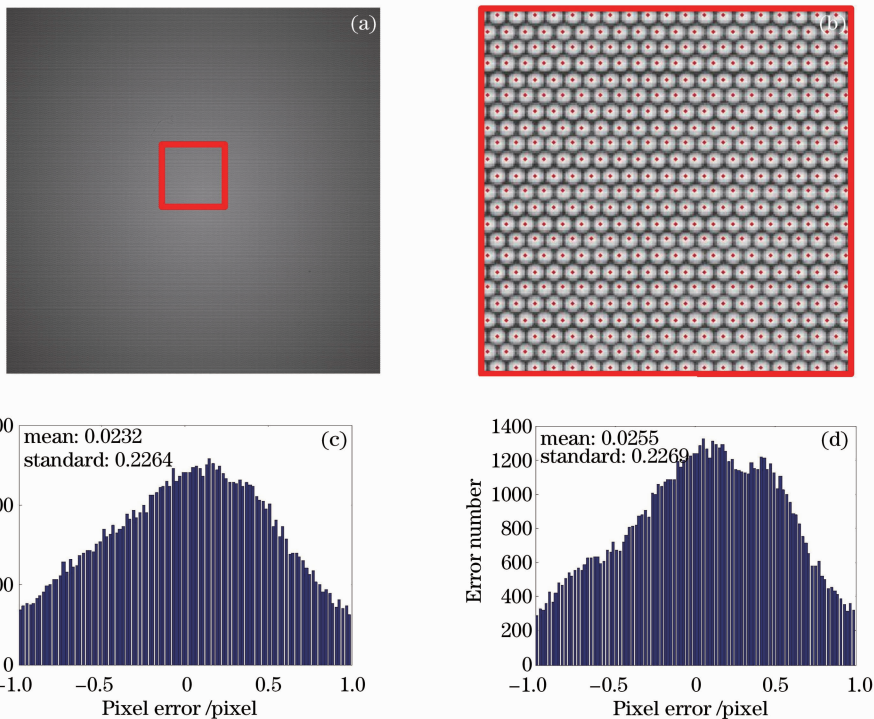 (a)
(b)
mean: 0.0232
standard: 0.2264
(c)
0
-1.0
-0.5
0
0.5
1.0
Pixel error /pixel
mean: 0.0255
standard: 0.2269
(d)
Error number
1400
1200
1000
800
600
400
200
0
-1.0
-0.5
0
0.5
1.0
Pixel error /pixel